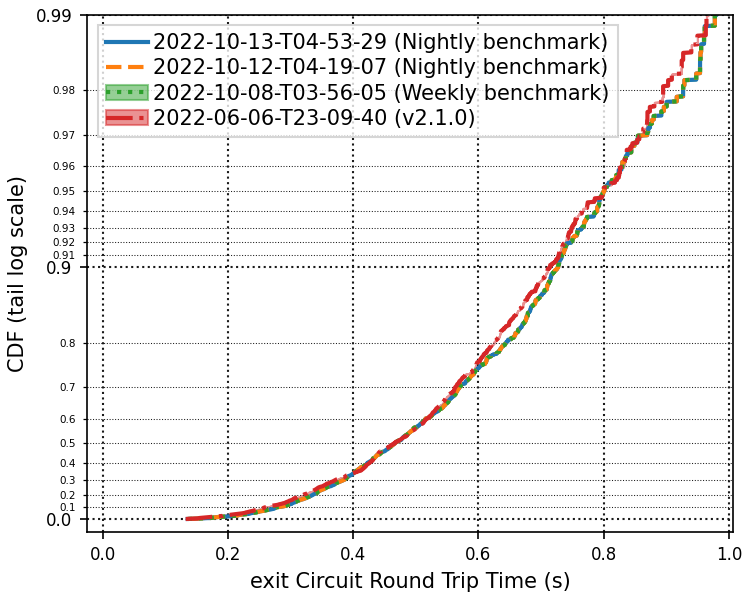 0.99
2022-10-13-T04-53-29 (Nightly benchmark)
2022-10-12-T04-19-07 (Nightly benchmark)
2022-10-08-T03-56-05 (Weekly benchmark)
2022-06-06-T23-09-40 (v2.1.0)
0.98
0.97
0.96
0.95
0.94
0.93
0.92
0.91
0.9
0.8
0.7
0.6
0.5
0.4
0.3
0.2
0.1
0.0
CDF (tail log scale)
0.0 0.2 0.4 0.6 0.8 1.0
exit Circuit Round Trip Time (s)